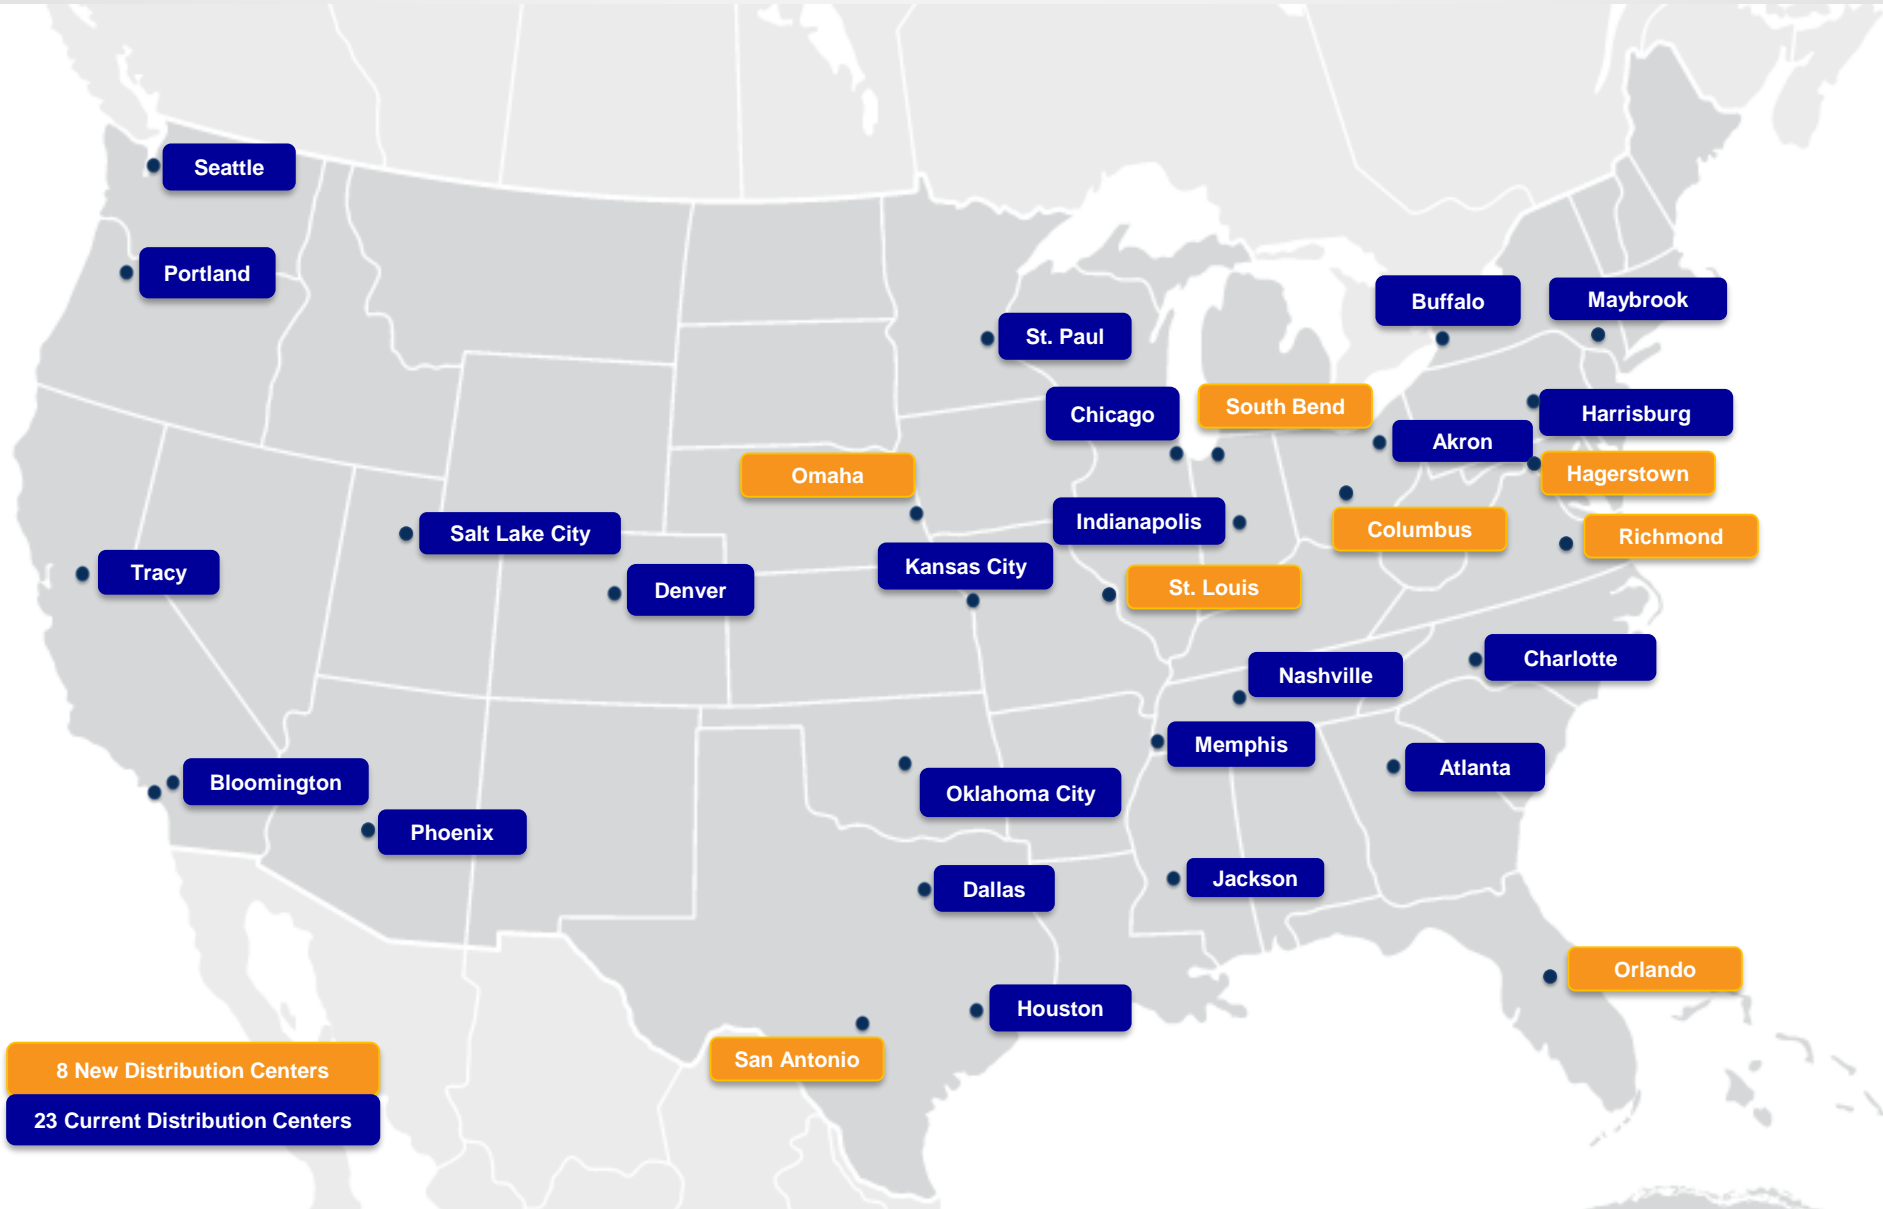 Seattle
Portland
Buffalo
Maybrook
St. Paul
Chicago
South Bend
Harrisburg
Akron
Omaha
Hagerstown
Indianapolis
Columbus
Richmond
Salt Lake City
Tracy
Kansas City
Denver
St. Louis
Charlotte
Nashville
Memphis
Atlanta
Bloomington
Oklahoma City
Phoenix
Dallas
Jackson
Orlando
Houston
San Antonio
8 New Distribution Centers
23 Current Distribution Centers